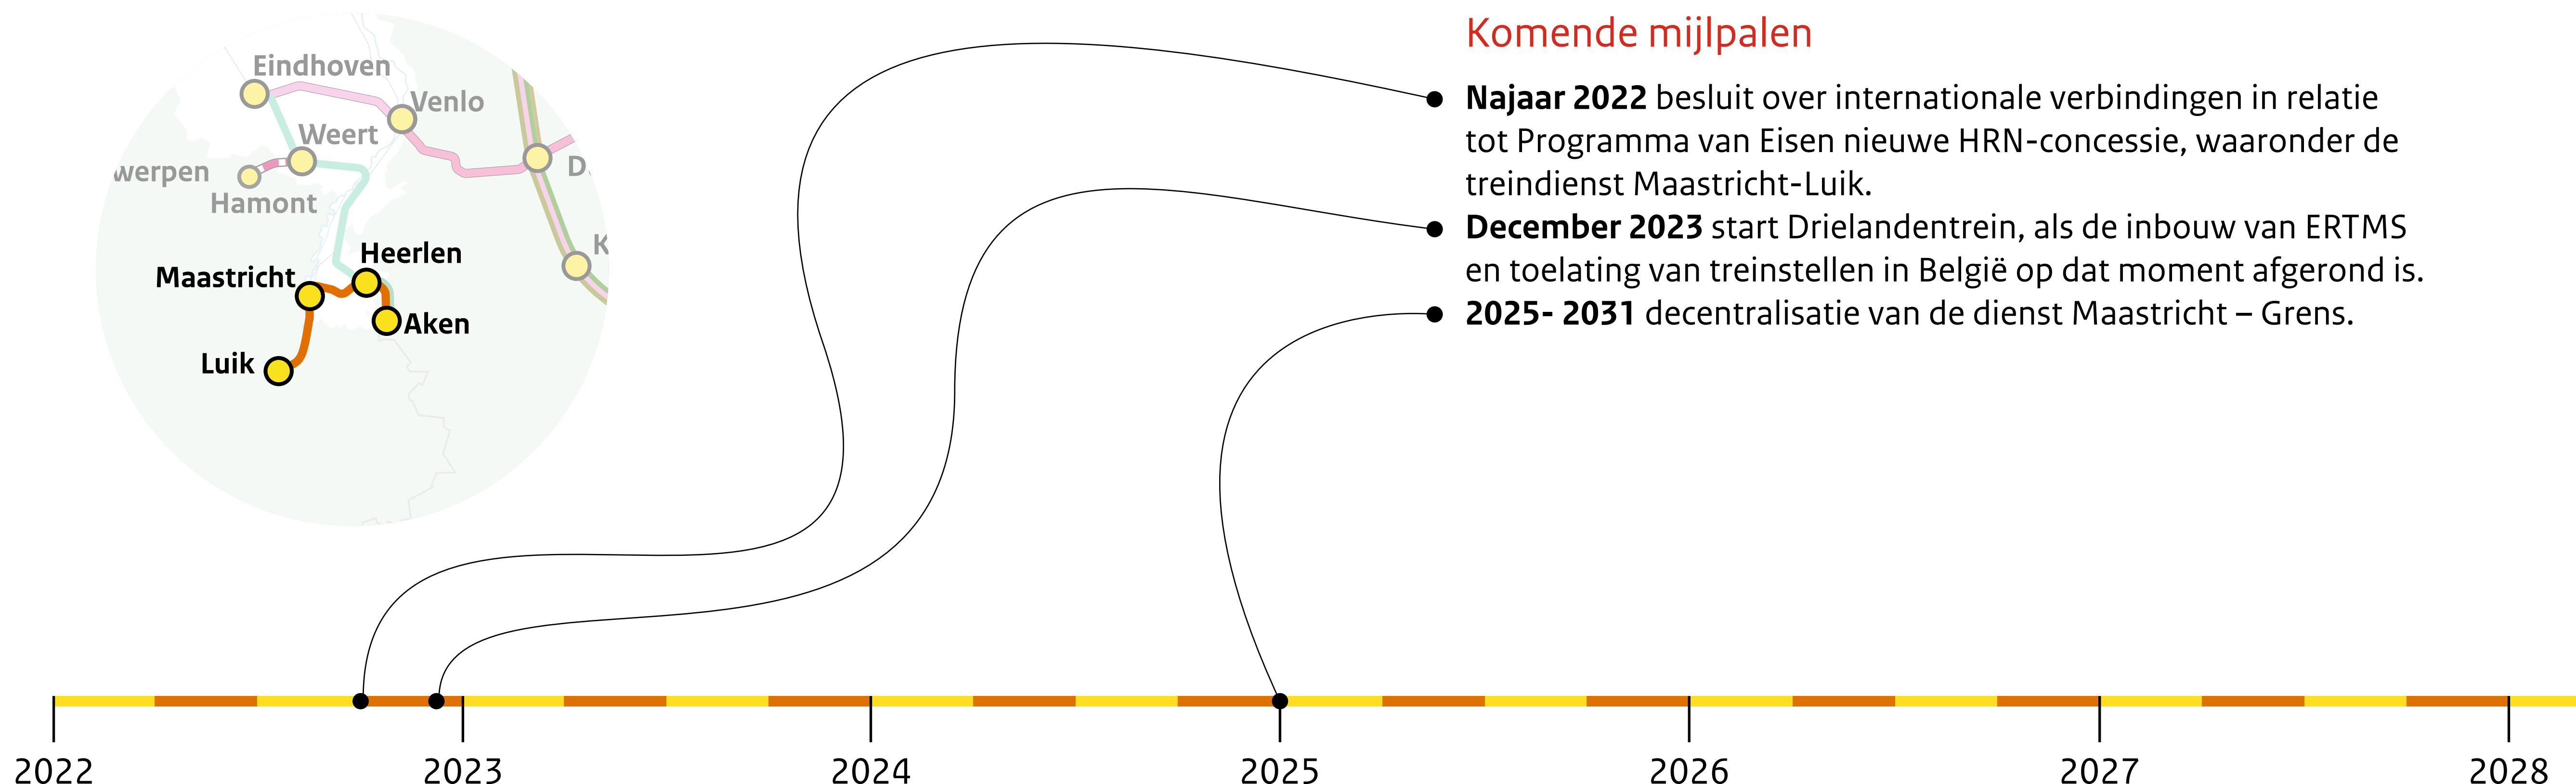 Eindhoven
Venlo
Weert
werpen
Hamont
D
K
Heerlen
Maastricht
Aken
Luik
Komende mijlpalen
Najaar 2022 besluit over internationale verbindingen in relatie
tot Programma van Eisen nieuwe HRN-concessie, waaronder de
treindienst Maastricht-Luik.
December 2023 start Drielandentrein, als de inbouw van ERTMS
en toelating van treinstellen in België op dat moment afgerond is.
2025- 2031 decentralisatie van de dienst Maastricht – Grens.
2022 2023 2024 2025 2026 2027 2028